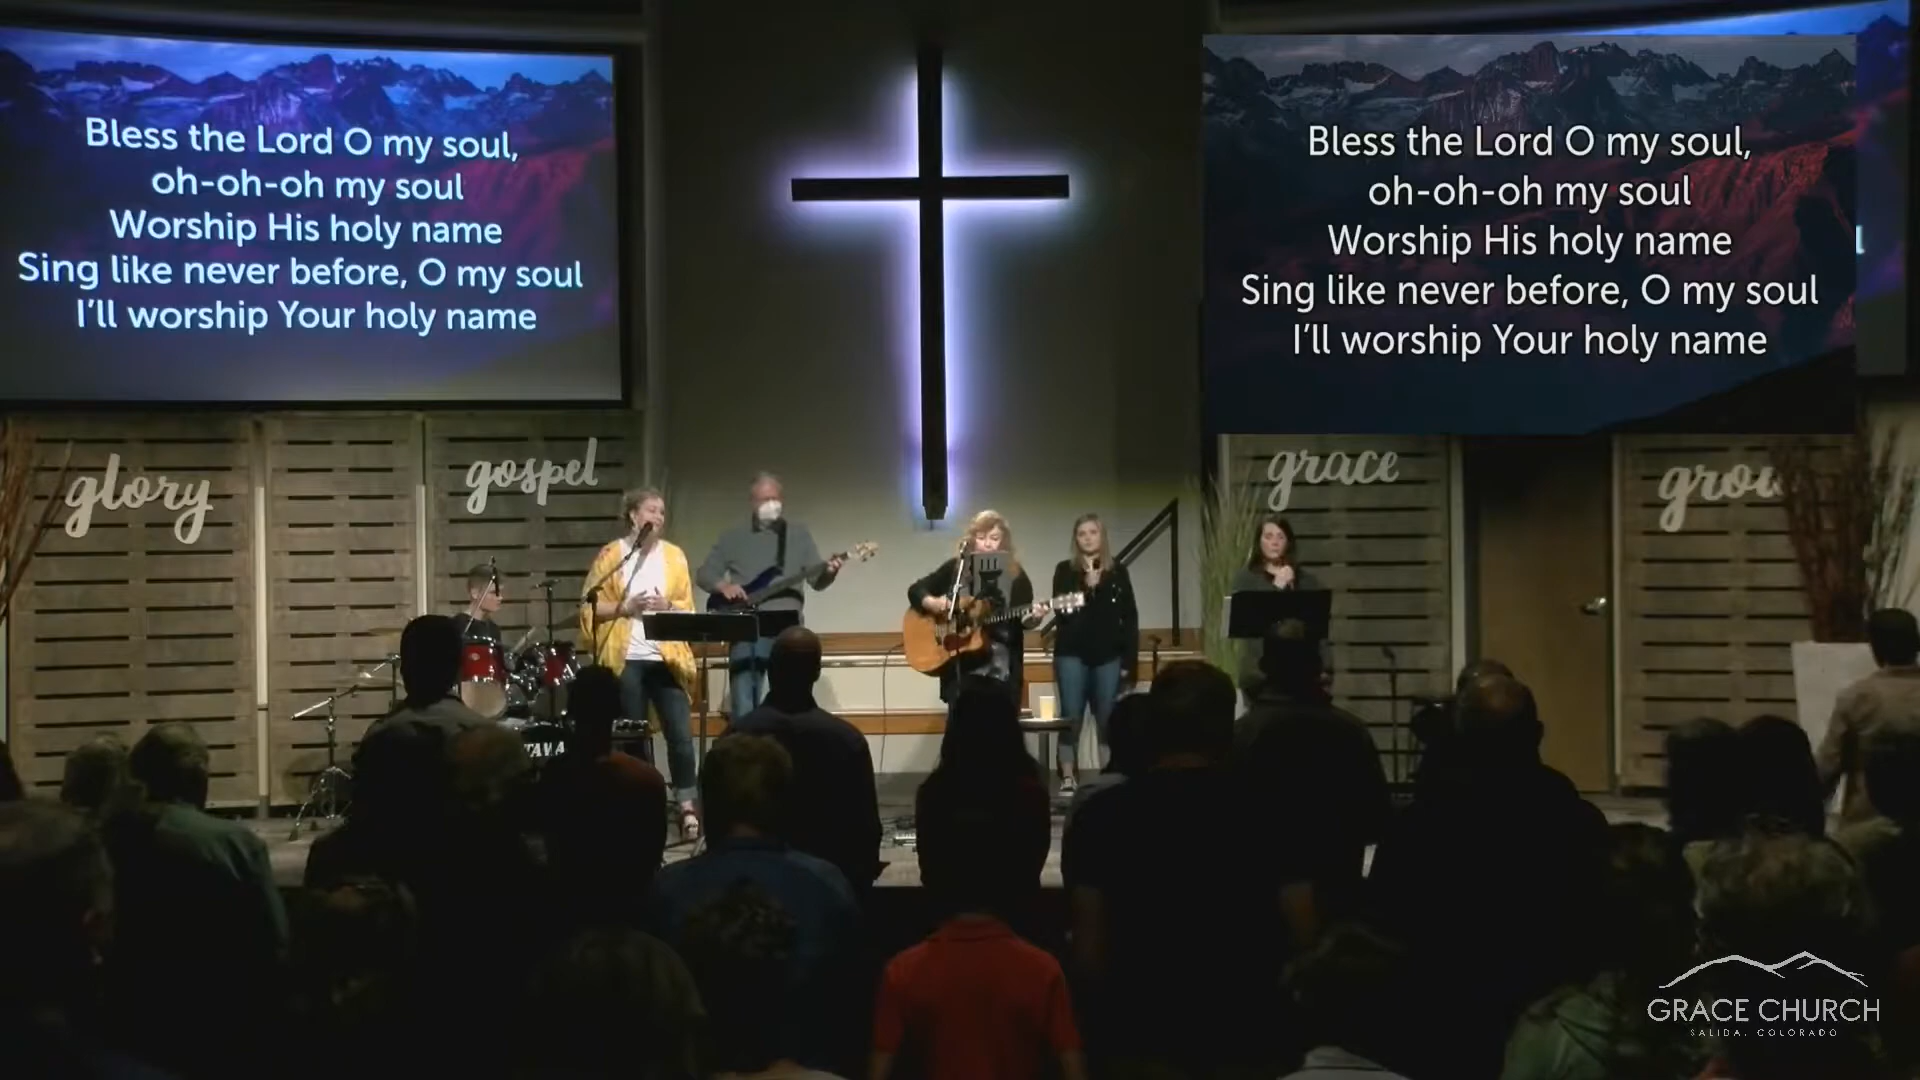 Bless the Lord O my soul,
oh-oh-oh my soul
Worship His holy name
Sing like never before, O my soul
I'll worship Your holy name
Bless the Lord O my soul,
oh-oh-oh my soul
Worship His holy name
Sing like never before, O my soul
I'll worship Your holy name
glory
gospel
grace
grow
TAMA
GRACE CHURCH
SALIDA, COLORADO